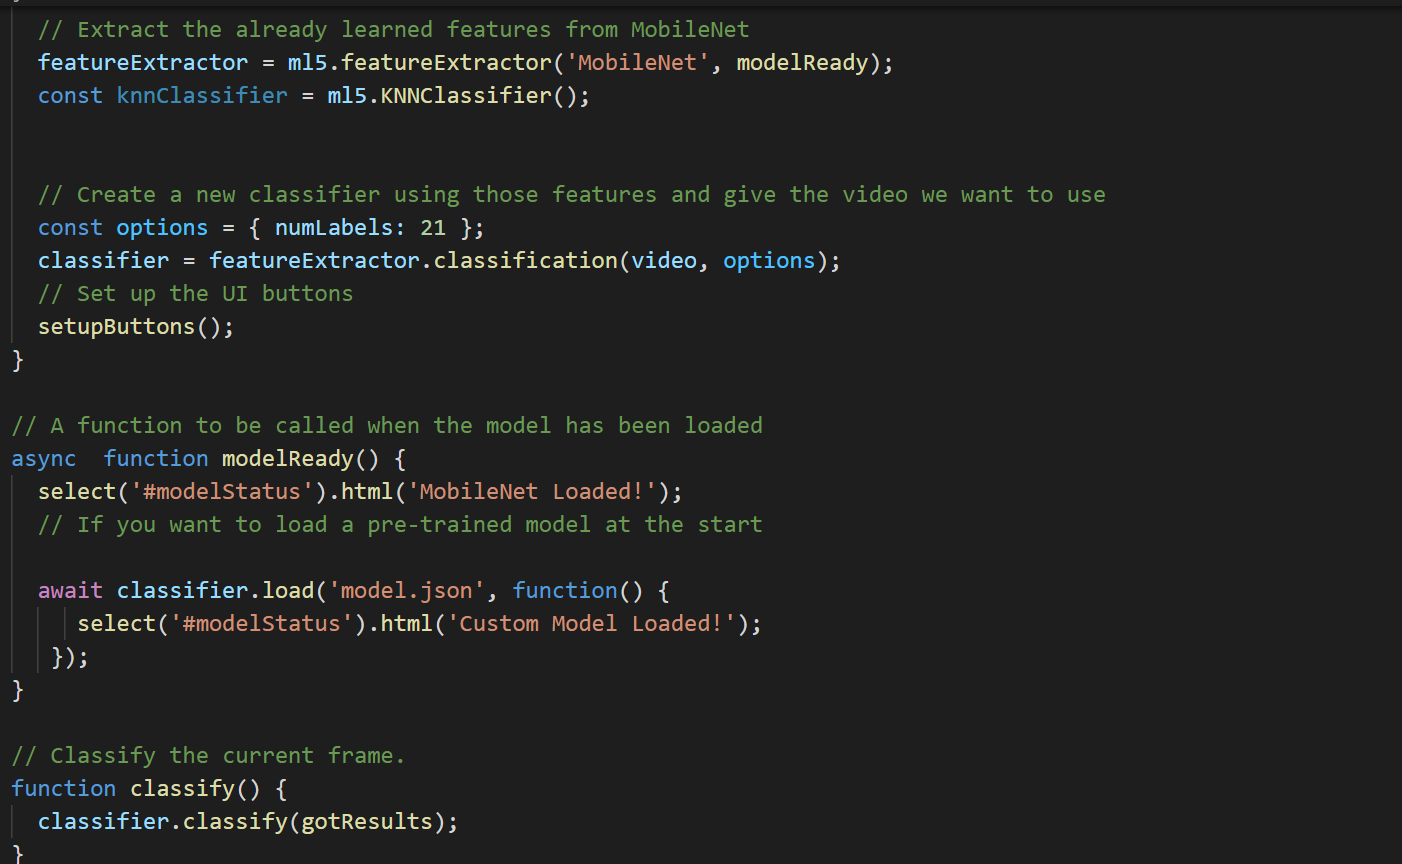 // Extract the already learned features from MobileNet
featureExtractor = ml5.featureExtractor('MobileNet', modelReady);
const knnClassifier = ml5.KNNClassifier();
// Create a new classifier using those features and give the video we want to use
const options = { numLabels: 21 };
classifier = featureExtractor.classification(video, options);
// Set up the UI buttons
setupButtons();
}
// A function to be called when the model has been loaded
async  function modelReady() {
select('#modelStatus').html('MobileNet Loaded!');
// If you want to load a pre-trained model at the start
await classifier.load('model.json', function() {
select('#modelStatus').html('Custom Model Loaded!');
});
}
// Classify the current frame.
function classify() {
classifier.classify(gotResults);
}